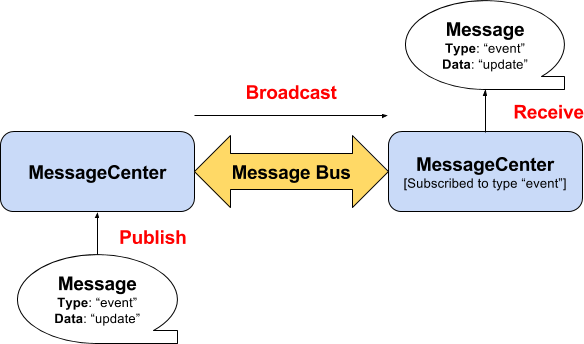 Message
Type: “event”
Data: “update”
Broadcast
Receive
MessageCenter
Message Bus
MessageCenter
[Subscribed to type “event”]
Publish
Message
Type: “event”
Data: “update”